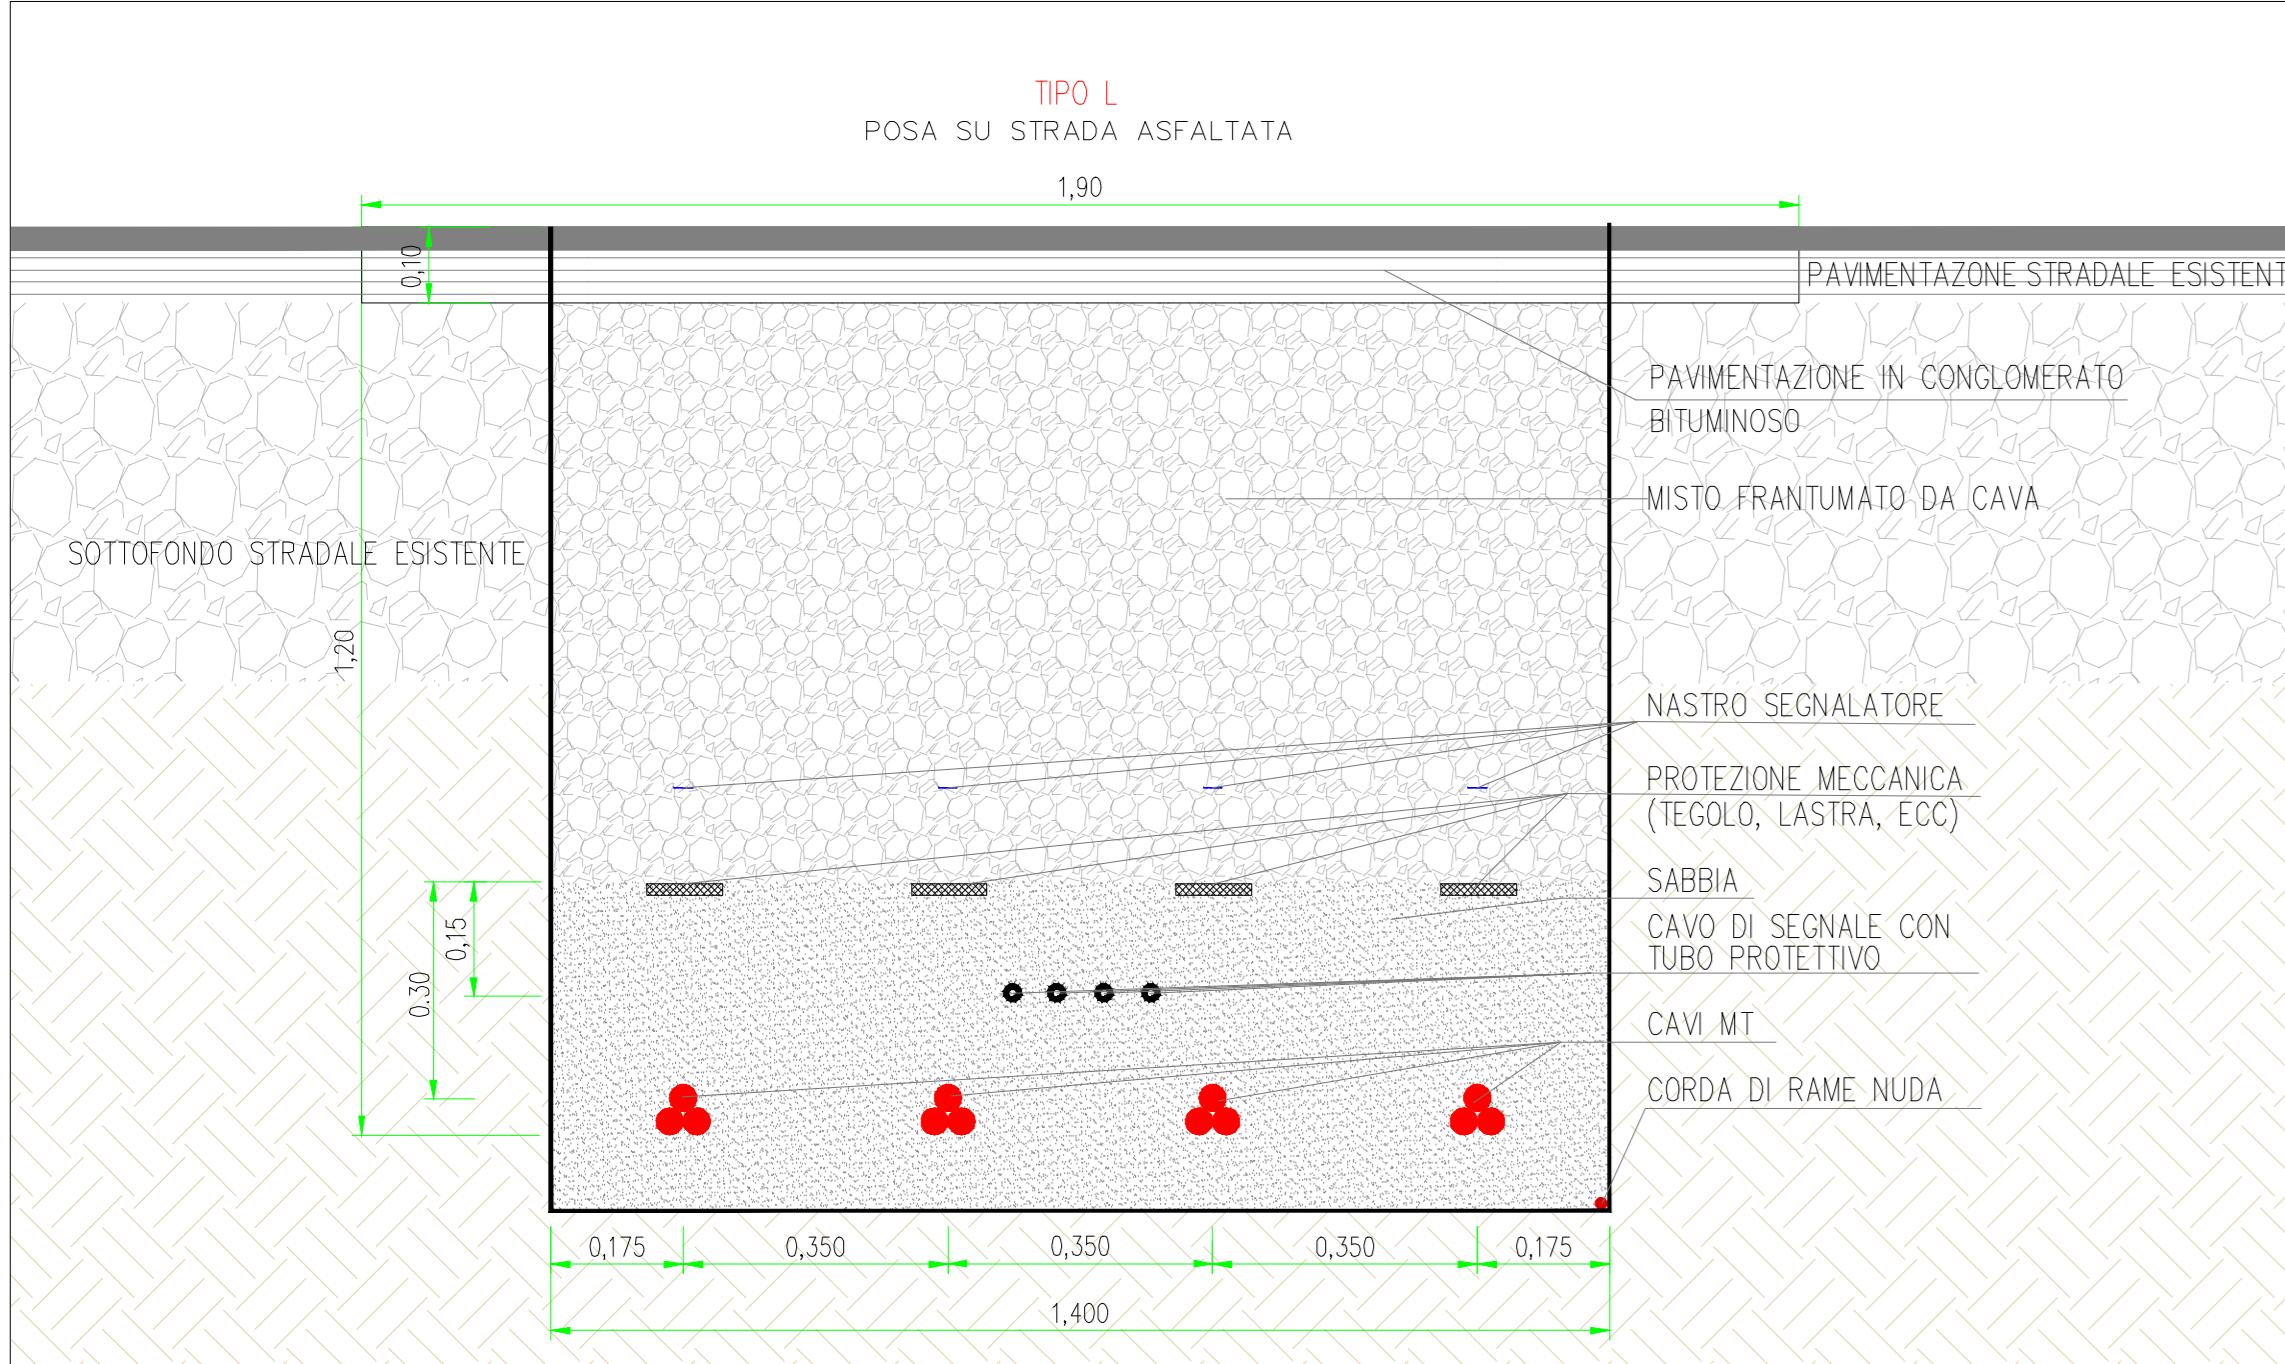 TIPO L
POSA SU STRADA ASFALTATA
1,90
0,10
PAVIMENTAZONE STRADALE ESISTENT
PAVIMENTAZIONE IN CONGLOMERATO
BITUMINOSO
MISTO FRANTUMATO DA CAVA
SOTTOFONDO STRADALE ESISTENTE
1,20
NASTRO SEGNALATORE
PROTEZIONE MECCANICA
(TEGOLO, LASTRA, ECC)
SABBIA
0,15
0.30
CAVO DI SEGNALE CON
TUBO PROTETTIVO
CAVI MT
CORDA DI RAME NUDA
0,175 0,350 0,350 0,350 0,175
1,400